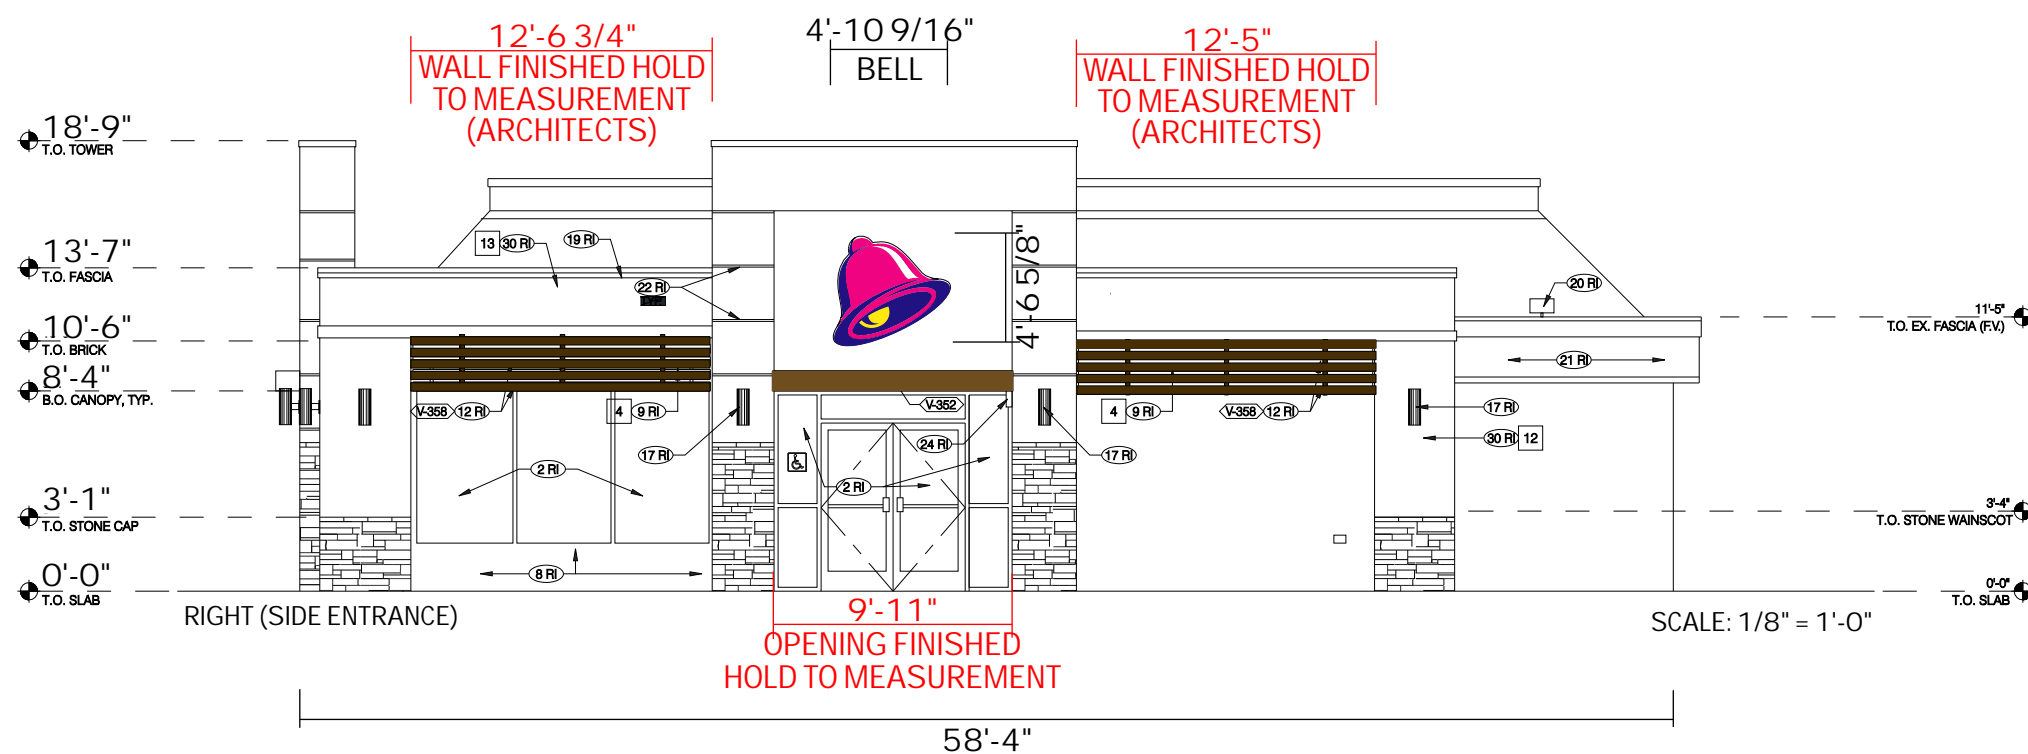 12'-6 3/4"
WALL FINISHED HOLD
TO MEASUREMENT
(ARCHITECTS)
4'-10 9/16"
BELL
12'-5"
WALL FINISHED HOLD
TO MEASUREMENT
(ARCHITECTS)
18'-9"
T.O. TOWER
13'-7"
T.O. FASCIA
10'-6"
T.O. BRICK
8'-4"
B.O. CANOPY, TYP.
3'-1"
T.O. STONE CAP
0'-0"
T.O. SLAB
13 30 RI
19 RI
22 RI
TYP.
4'-6 5/8"
20 RI
11'-5"
T.O. EX. FASCIA (F.V.)
21 RI
V-358 12 RI
4 9 RI
V-352
4 9 RI
V-358 12 RI
17 RI
30 RI 12
17 RI
24 RI
17 RI
2 RI
2 RI
8 RI
3'-4"
T.O. STONE WAINSCOT
0'-0"
T.O. SLAB
RIGHT (SIDE ENTRANCE)
9'-11"
OPENING FINISHED
HOLD TO MEASUREMENT
SCALE: 1/8" = 1'-0"
58'-4"